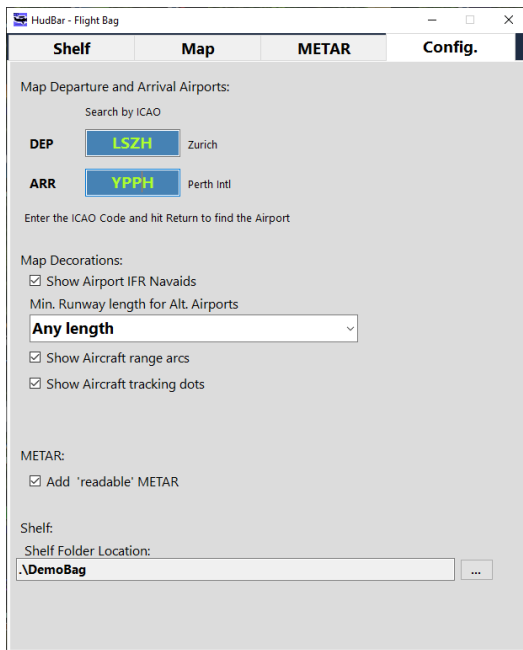 HudBar - Flight Bag
Shelf Map METAR Config.
Map Departure and Arrival Airports:
Search by ICAO
DEP LSZH Zurich
ARR YPPH Perth Intl
Enter the ICAO Code and hit Return to find the Airport
Map Decorations:
Show Airport IFR Navaids
Min. Runway length for Alt. Airports
Any length
Show Aircraft range arcs
Show Aircraft tracking dots
METAR:
Add 'readable' METAR
Shelf:
Shelf Folder Location:
.\DemoBag ...